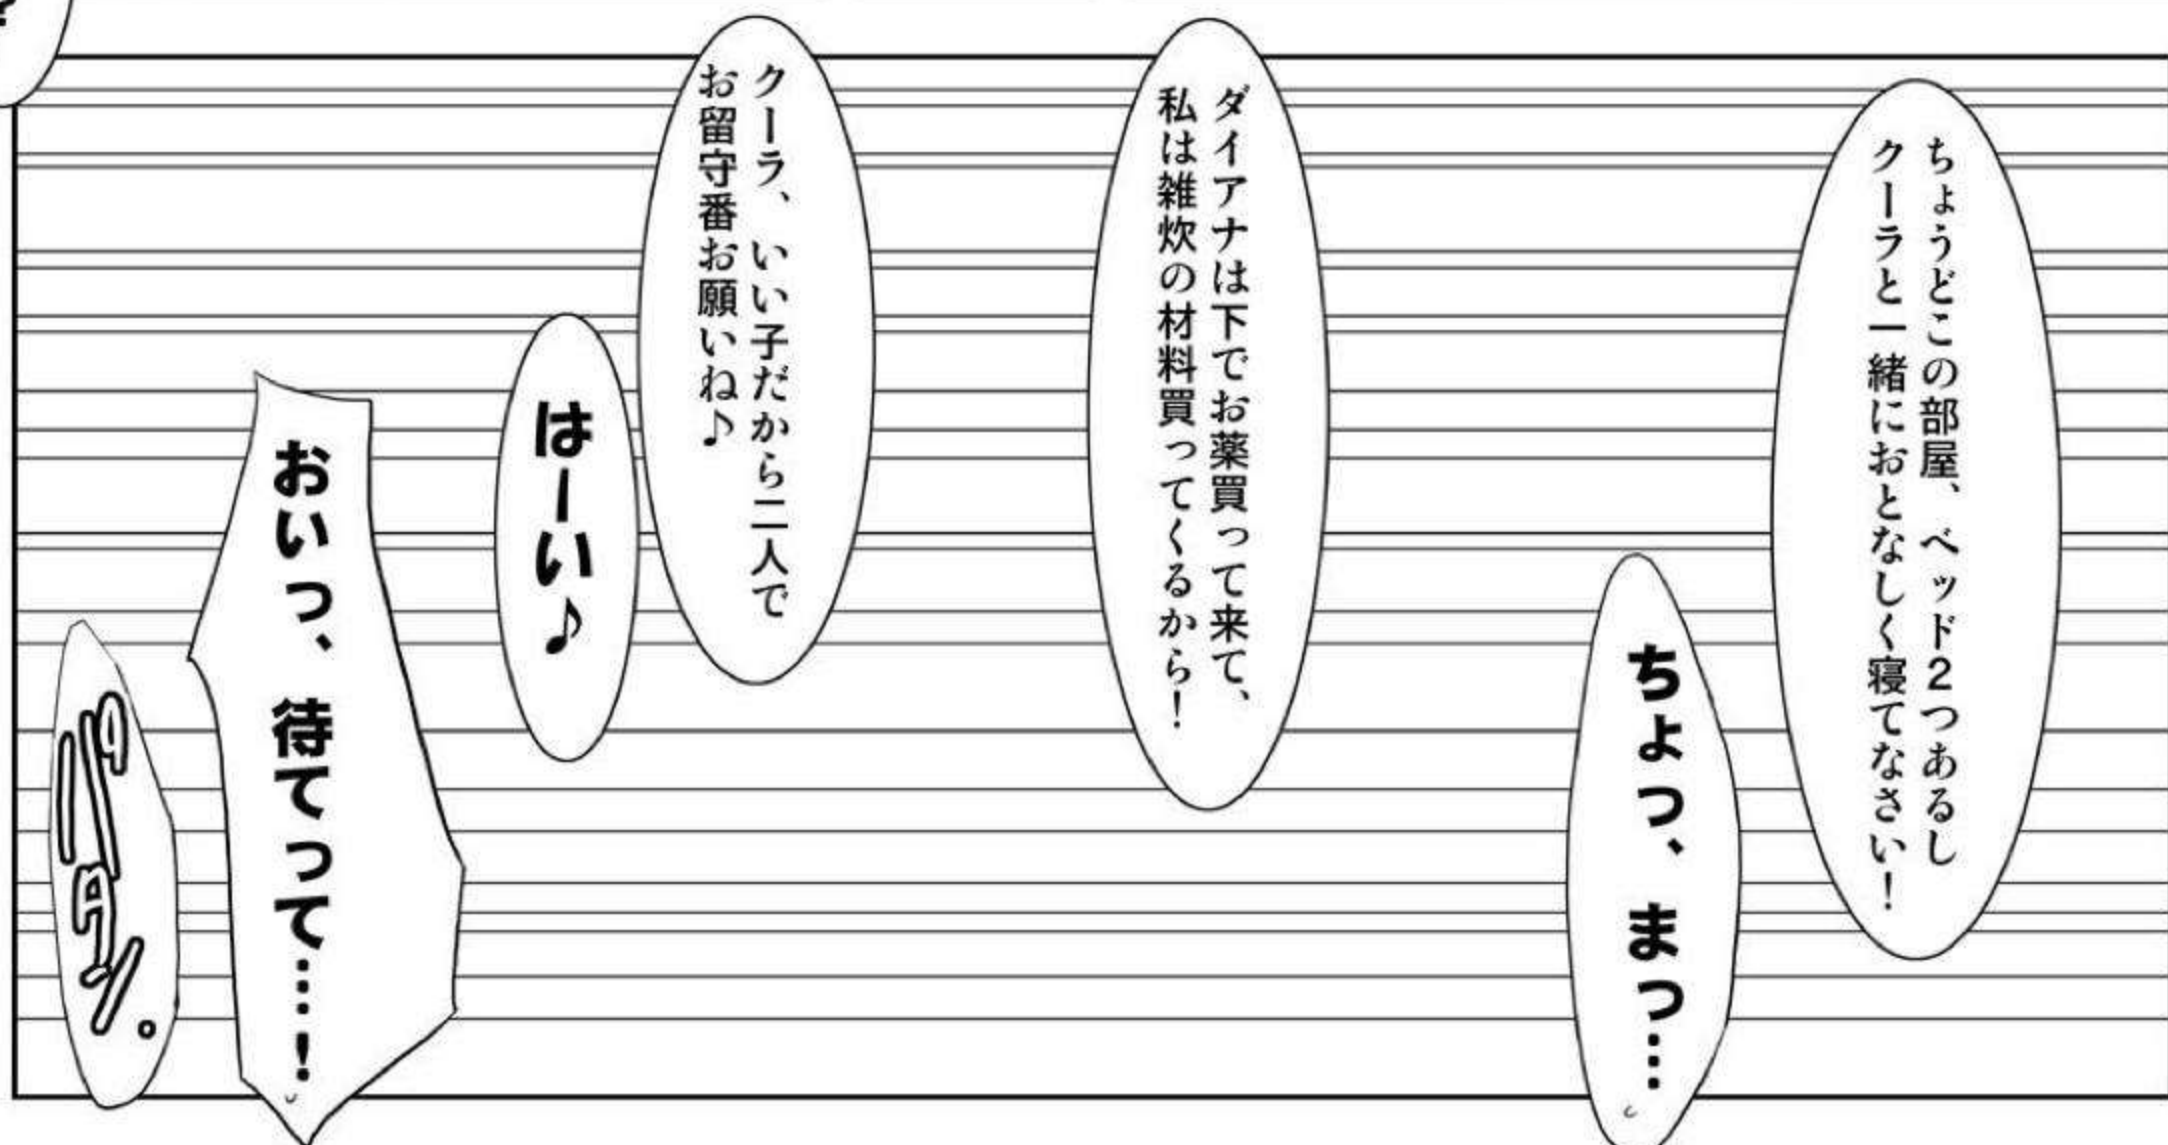 ちょうどこの部屋、ベッド2つあるし
クーラと一緒におとなしく寝てなさい！
ちょっ、まっ…
ダイアナは下でお薬買って来て、
私は雑炊の材料買ってくるから！
クーラ、いい子だから二人で
お留守番お願いね♪
はーい♪
おいっ、待てって…！
バタン。
?